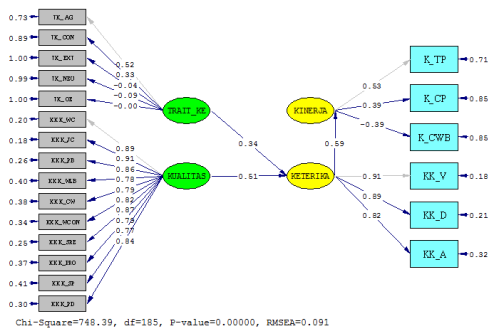 0.73 TK_AG
0.89 TK_CON
1.00 TK_EXT
0.99 TK_NEU
1.00 TK_OE
0.20 KKK_WC
0.18 KKK_JC
0.26 KKK_PB
0.40 KKK_WLB
0.38 KKK_CW
0.34 KKK_WCON
0.25 KKK_SRE
0.37 KKK_PRO
0.41 KKK_SP
0.30 KKK_PD
0.52
0.33
-0.04
-0.09
-0.00
0.89
0.91
0.86
0.78
0.79
0.82
0.87
0.79
0.77
0.84
TRAIT_KE
KUALITAS
0.34
0.51
KINERJA
KETERIKA
0.59
0.53
0.39
-0.39
0.91
0.89
0.82
K_TP 0.71
K_CP 0.85
K_CWB 0.85
KK_V 0.18
KK_D 0.21
KK_A 0.32
Chi-Square=748.39, df=185, P-value=0.00000, RMSEA=0.091